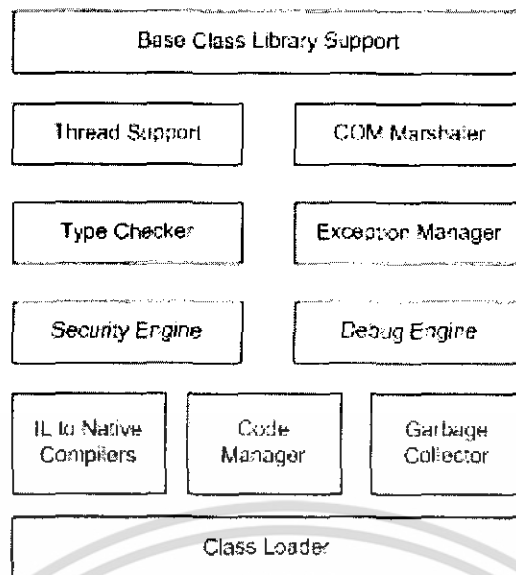 Base Class Library Support
Thread Support
COM Marshaler
Type Checker
Exception Manager
Security Engine
Debug Engine
IL to Native
Compilers
Code
Manager
Garbage
Collector
Class Loader